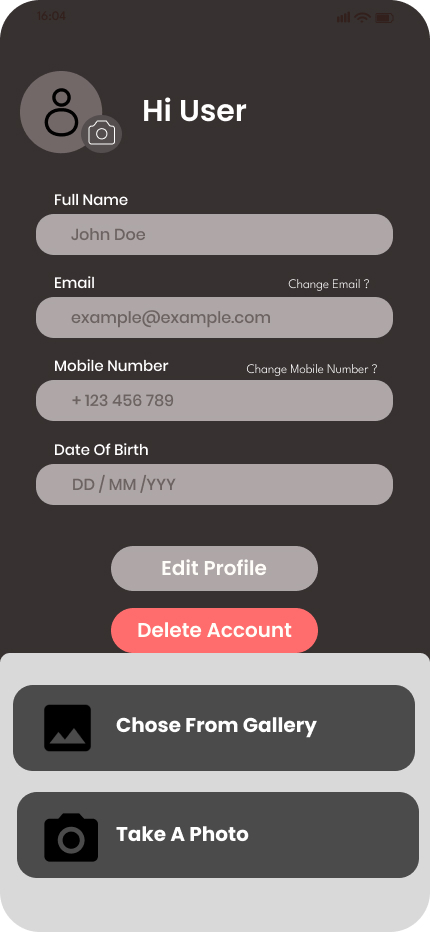 16:04
Hi User
Full Name
John Doe
Email
Change Email ?
example@example.com
Mobile Number
Change Mobile Number ?
+ 123 456 789
Date Of Birth
DD / MM /YYY
Edit Profile
Delete Account
Chose From Gallery
Take A Photo